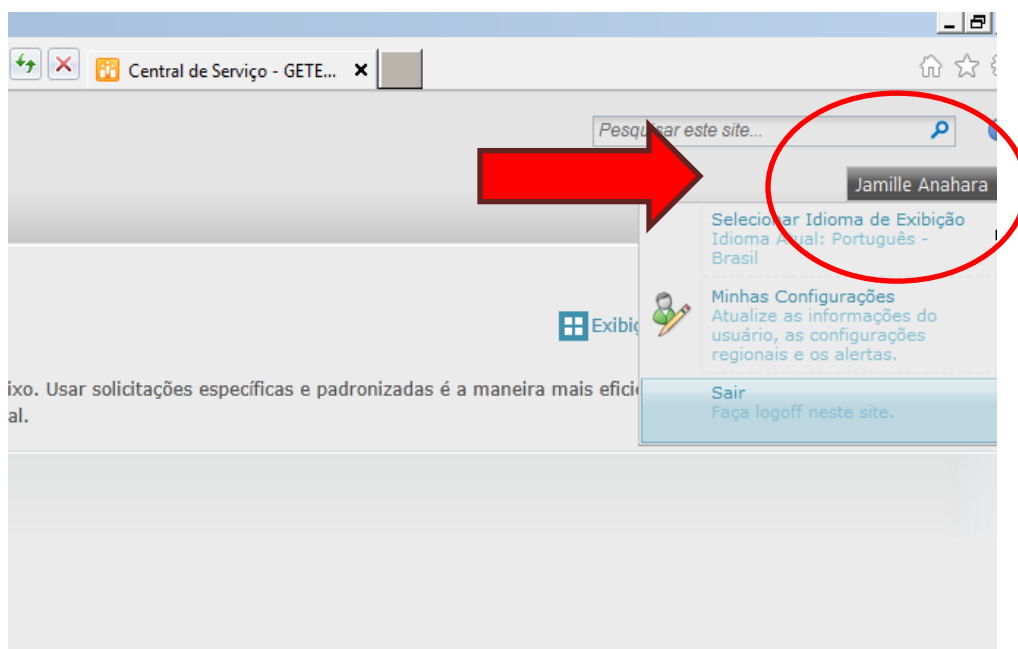 Central de Serviço - GETE...
Pesquisar este site...
Jamille Anahara
Selecionar Idioma de Exibição
Idioma Atual: Português -
Brasil
Minhas Configurações
Atualize as informações do
usuário, as configurações
regionais e os alertas.
Exibiç
ixo. Usar solicitações específicas e padronizadas é a maneira mais efici
al.
Sair
Faça logoff neste site.